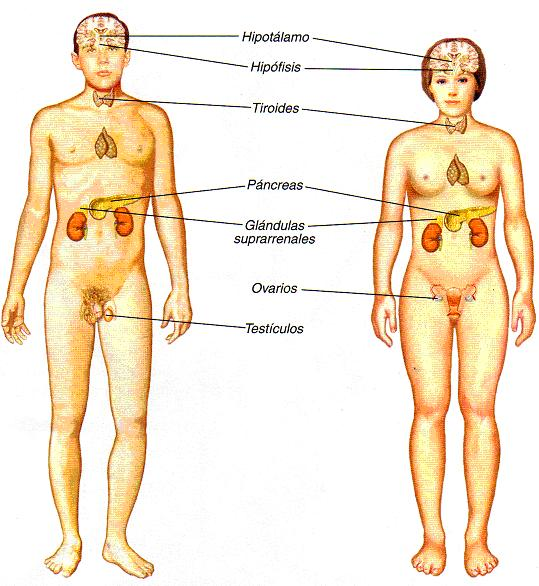 Hipotálamo
Hipófisis
Tiroides
Páncreas
Glándulas
suprarrenales
Ovarios
Testículos